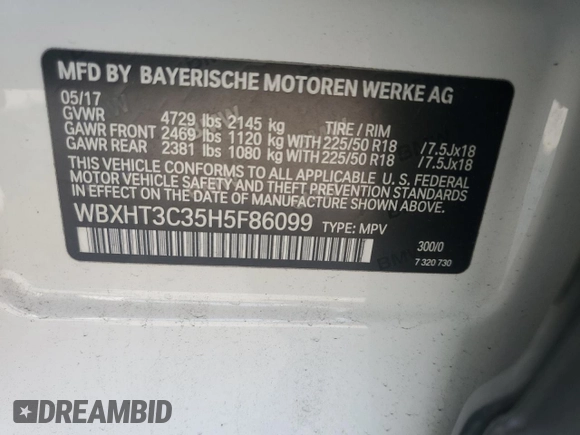 MFD BY BAYERISCHE MOTOREN WERKE AG
05/17
GVWR 4729 lbs 2145 kg TIRE / RIM
GAWR FRONT 2469 lbs 1120 kg WITH 225/50 R18 /7.5Jx18
GAWR REAR 2381 lbs 1080 kg WITH 225/50 R18 /7.5Jx18
THIS VEHICLE CONFORMS TO ALL APPLICABLE U.S. FEDERAL
MOTOR VEHICLE SAFETY AND THEFT PREVENTION STANDARDS
IN EFFECT ON THE DATE OF MANUFACTURE SHOWN ABOVE.
WBXHT3C35H5F86099 TYPE: MPV
300/0
7 320 730
DREAMBID